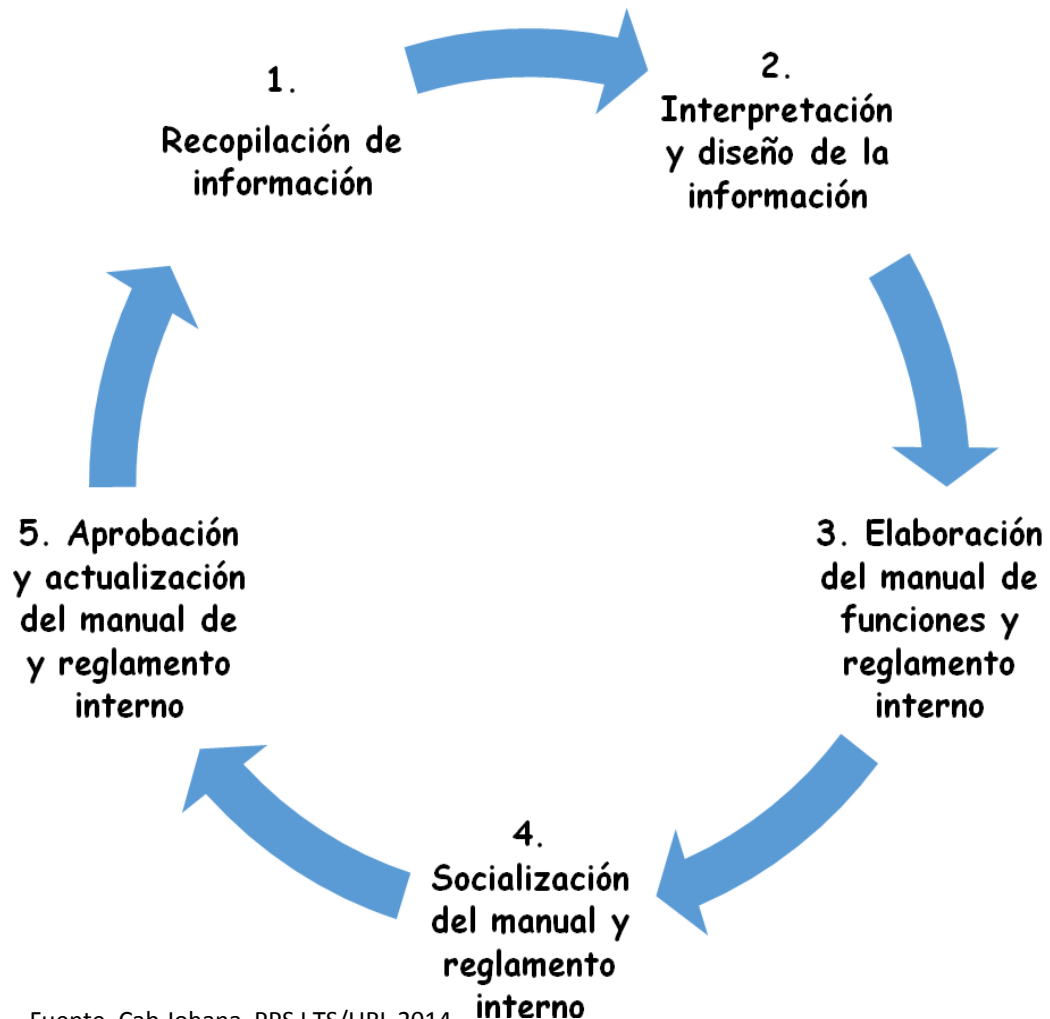 1.
Recopilación de
información
2.
Interpretación
y diseño de la
información
3. Elaboración
del manual de
funciones y
reglamento
interno
4.
Socialización
del manual y
reglamento
interno
5. Aprobación
y actualización
del manual de
y reglamento
interno
Fuente. Cab Johana, PPS LTS/URL 2014